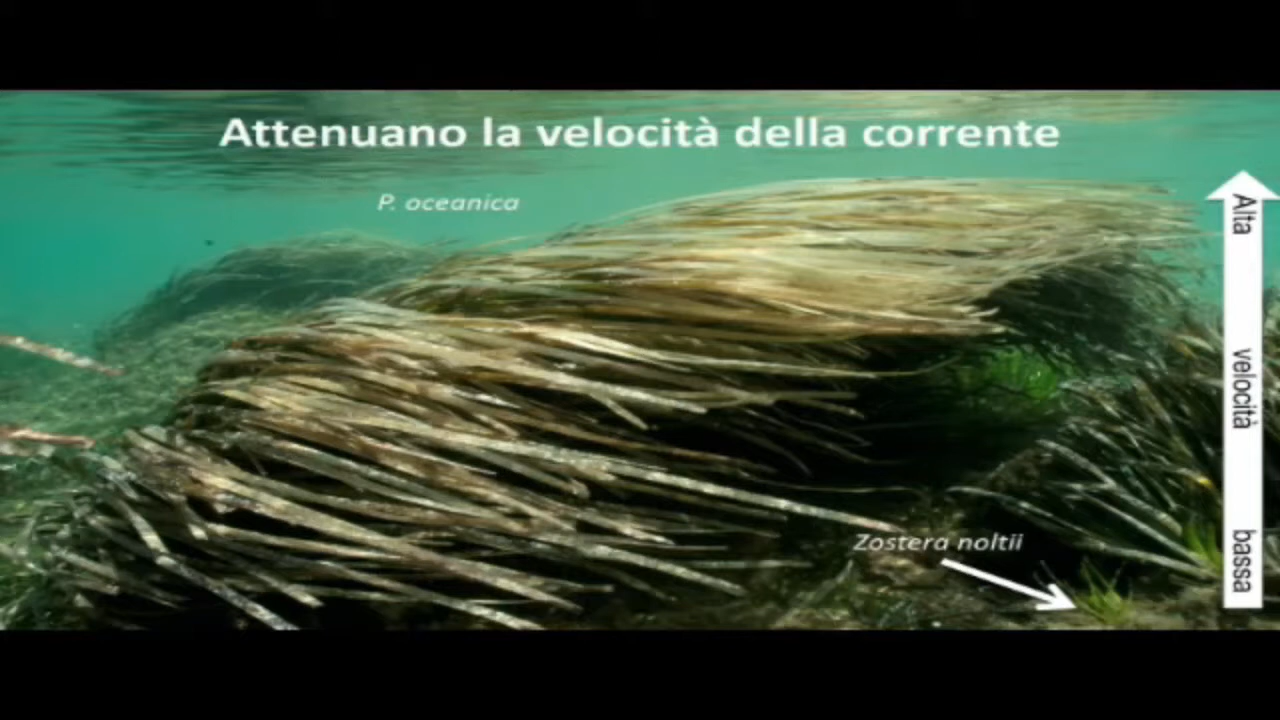 Attenuano la velocità della corrente
P. oceanica
Alta
velocità
bassa
Zostera noltii